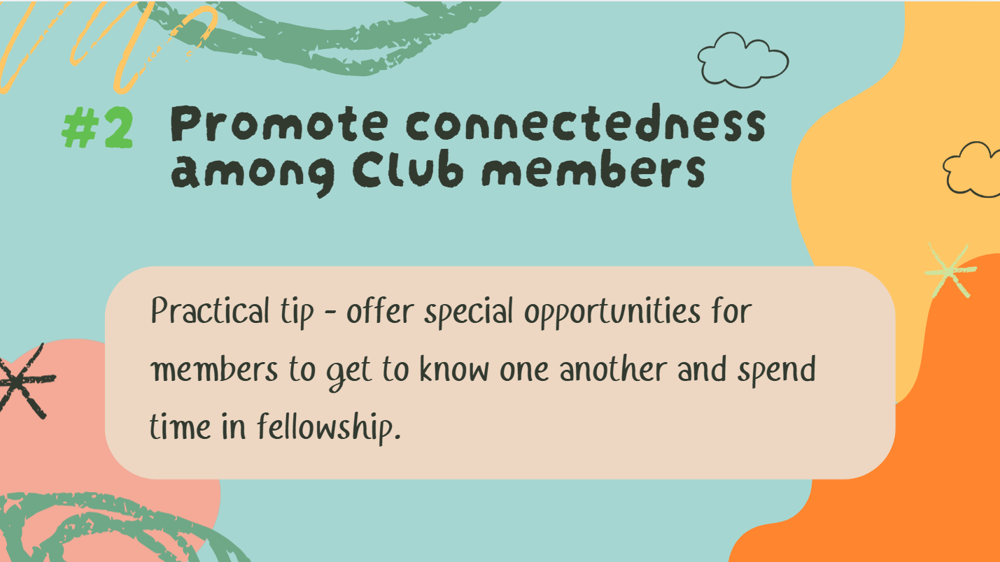 #2 Promote connectedness
among Club members
Practical tip - offer special opportunities for
members to get to know one another and spend
time in fellowship.